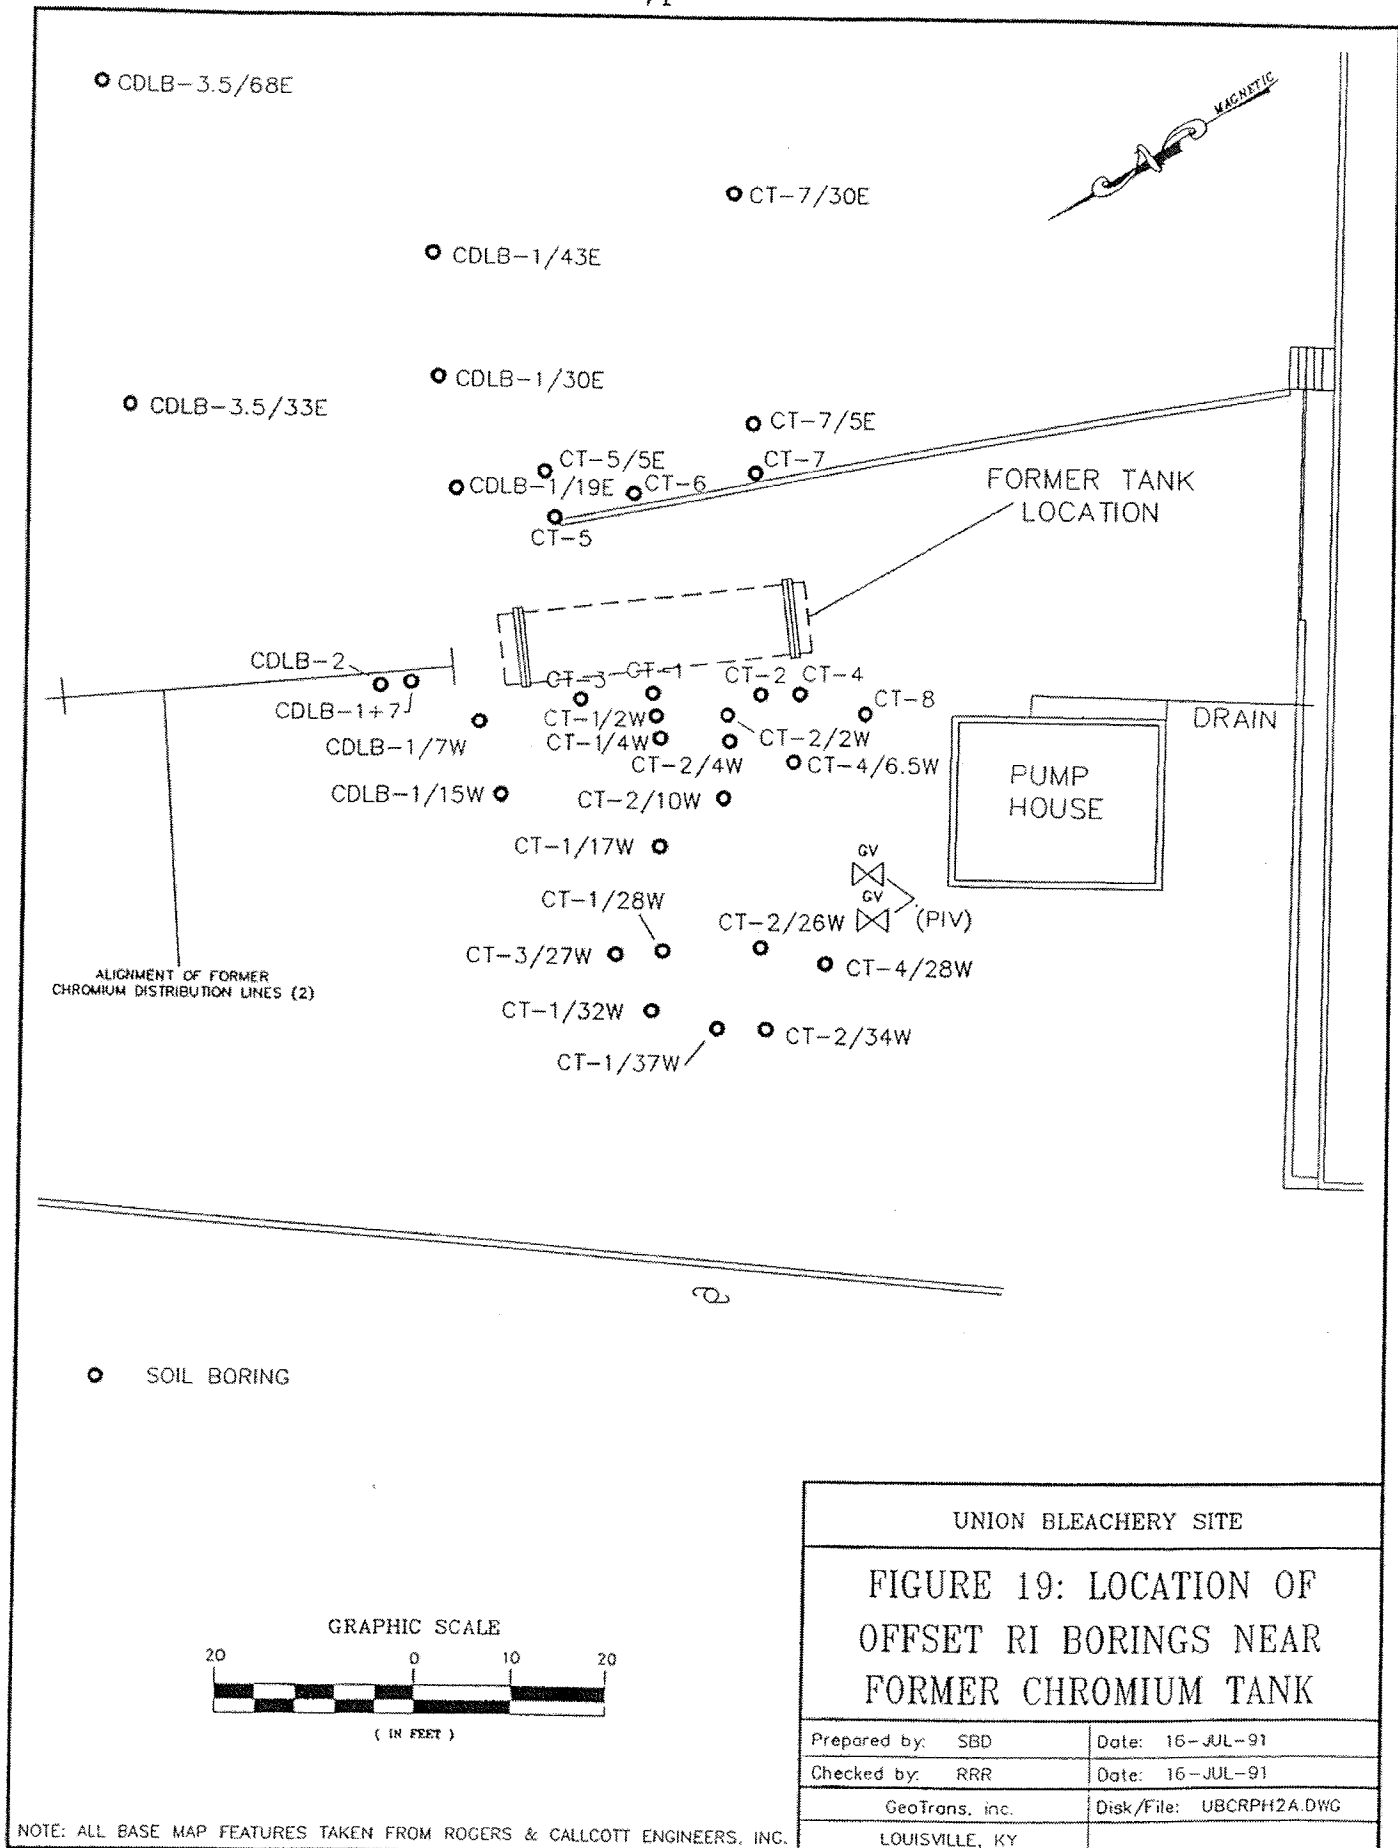 CDLB-3.5/68E
MAGNETIC
CT-7/30E
CDLB-1/43E
CDLB-1/30E
CDLB-3.5/33E
CT-7/5E
CT-5/5E
CT-7
CDLB-1/19E
CT-6
CT-5
FORMER TANK
LOCATION
CDLB-2
CDLB-1+7
CT-3
CT-1
CT-2
CT-4
CT-8
DRAIN
CDLB-1/7W
CT-1/2W
CT-1/4W
CT-2/2W
CT-2/4W
CT-4/6.5W
CDLB-1/15W
CT-2/10W
PUMP
HOUSE
CT-1/17W
GV
CT-1/28W
GV
CT-2/26W
(PIV)
CT-3/27W
CT-4/28W
ALIGNMENT OF FORMER
CHROMIUM DISTRIBUTION LINES (2)
CT-1/32W
CT-2/34W
CT-1/37W
SOIL BORING
GRAPHIC SCALE
20 0 10 20
( IN FEET )
UNION BLEACHERY SITE
FIGURE 19: LOCATION OF
OFFSET RI BORINGS NEAR
FORMER CHROMIUM TANK
Prepared by: SBD Date: 16-JUL-91
Checked by: RRR Date: 16-JUL-91
GeoTrans, inc. Disk/File: UBCRPH2A.DWG
LOUISVILLE, KY
NOTE: ALL BASE MAP FEATURES TAKEN FROM ROGERS & CALLCOTT ENGINEERS, INC.